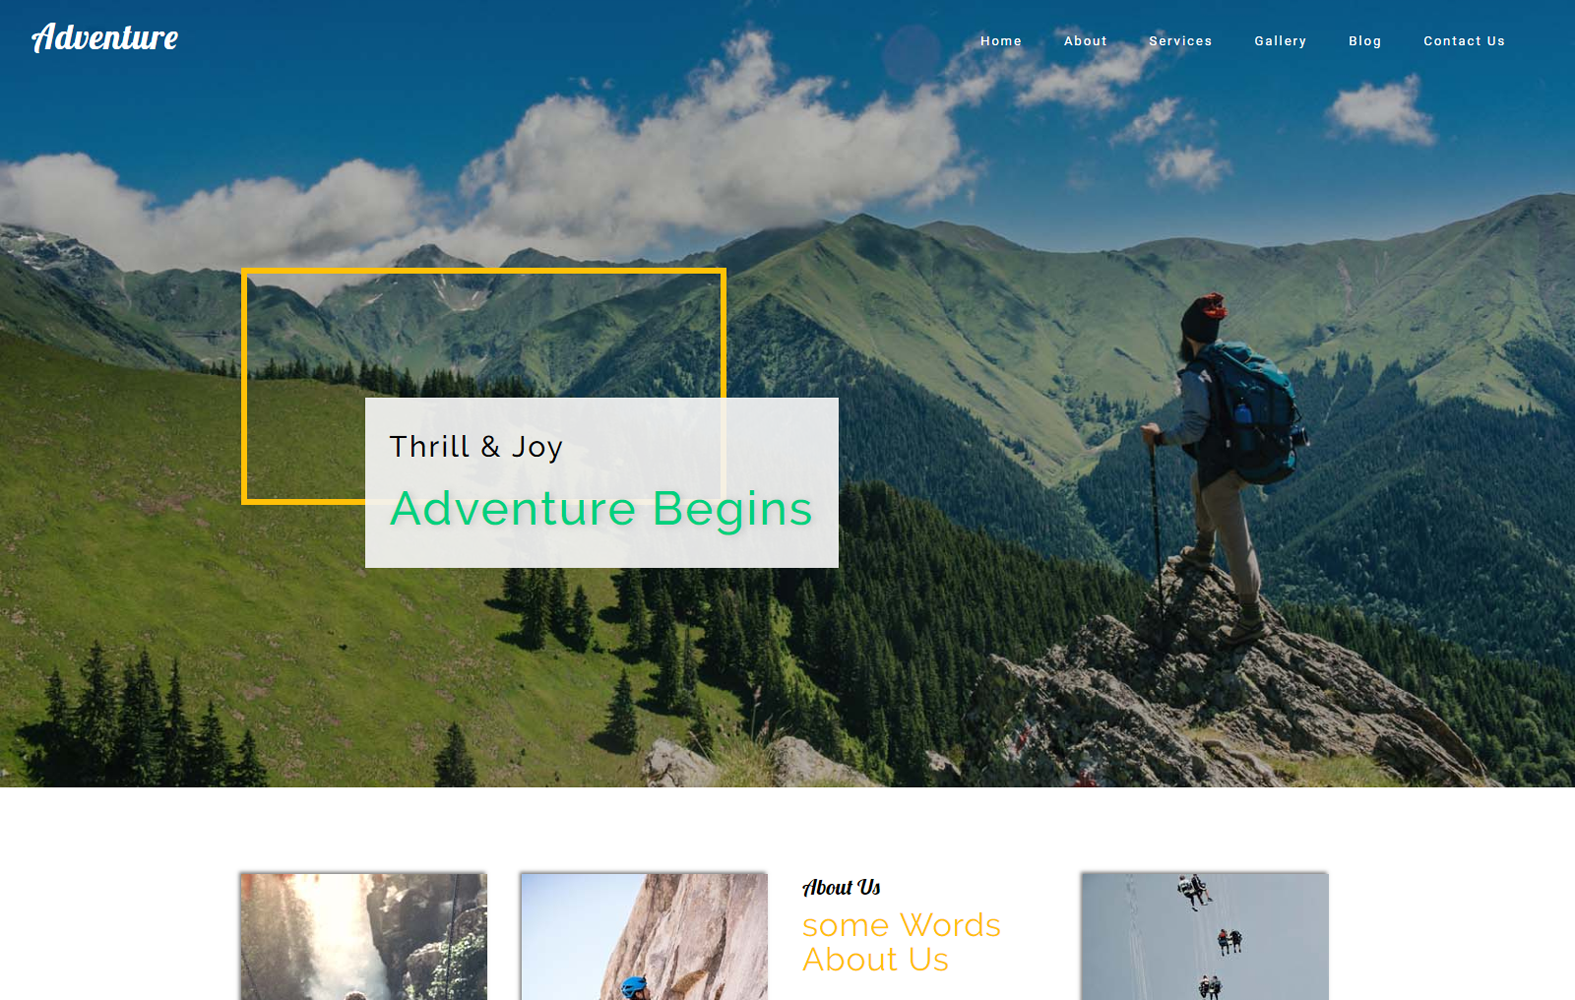 Adventure
Home About Services Gallery Blog Contact Us
Thrill & Joy
Adventure Begins
About Us
some Words
About Us